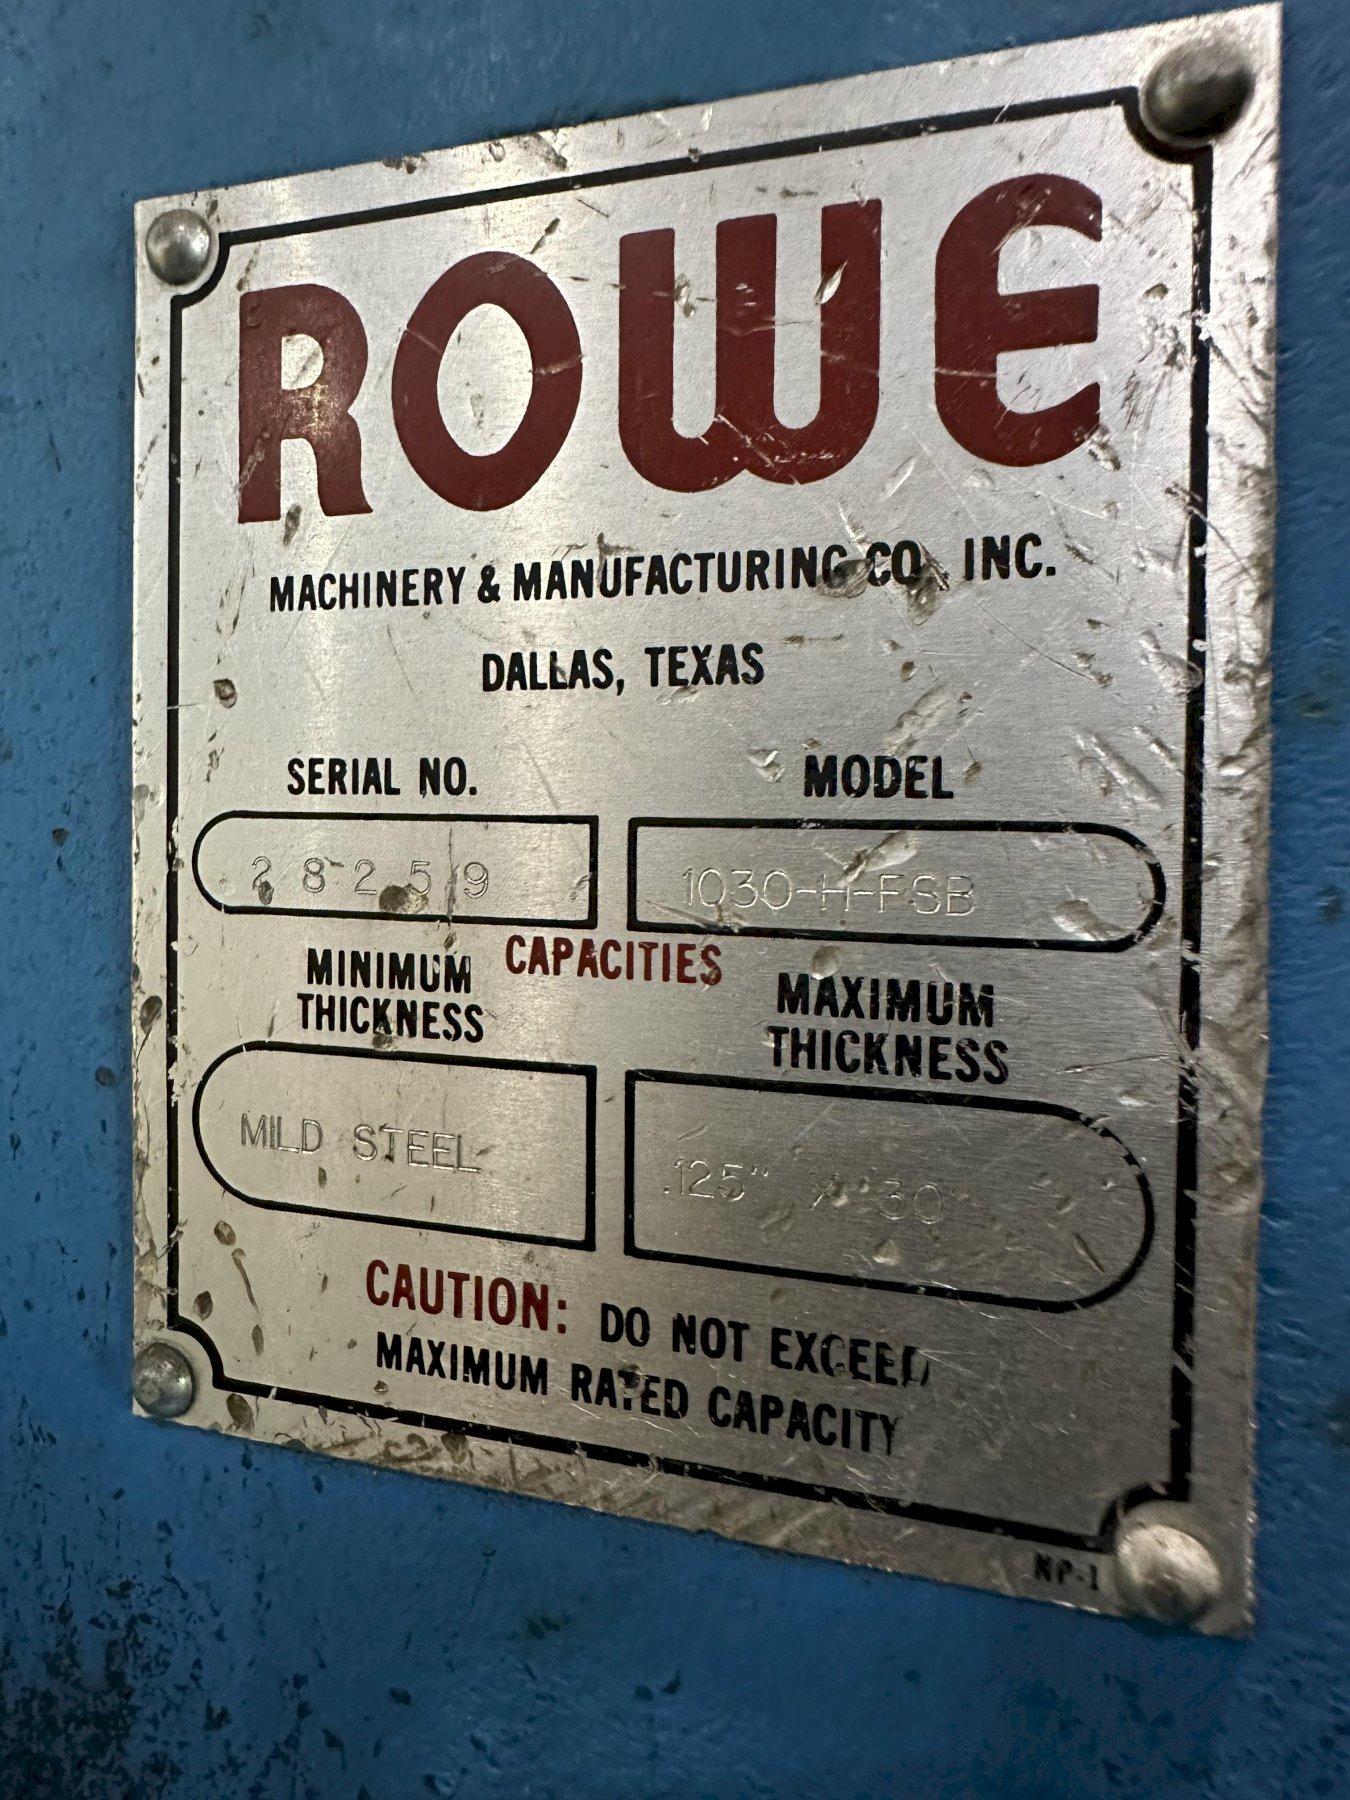 ROWE
MACHINERY & MANUFACTURING CO., INC.
DALLAS, TEXAS
SERIAL NO. MODEL
28259 1030-H-FSB
CAPACITIES
MINIMUM THICKNESS
MAXIMUM THICKNESS
MILD STEEL .125" X 30"
CAUTION: DO NOT EXCEED
MAXIMUM RATED CAPACITY
NP-1